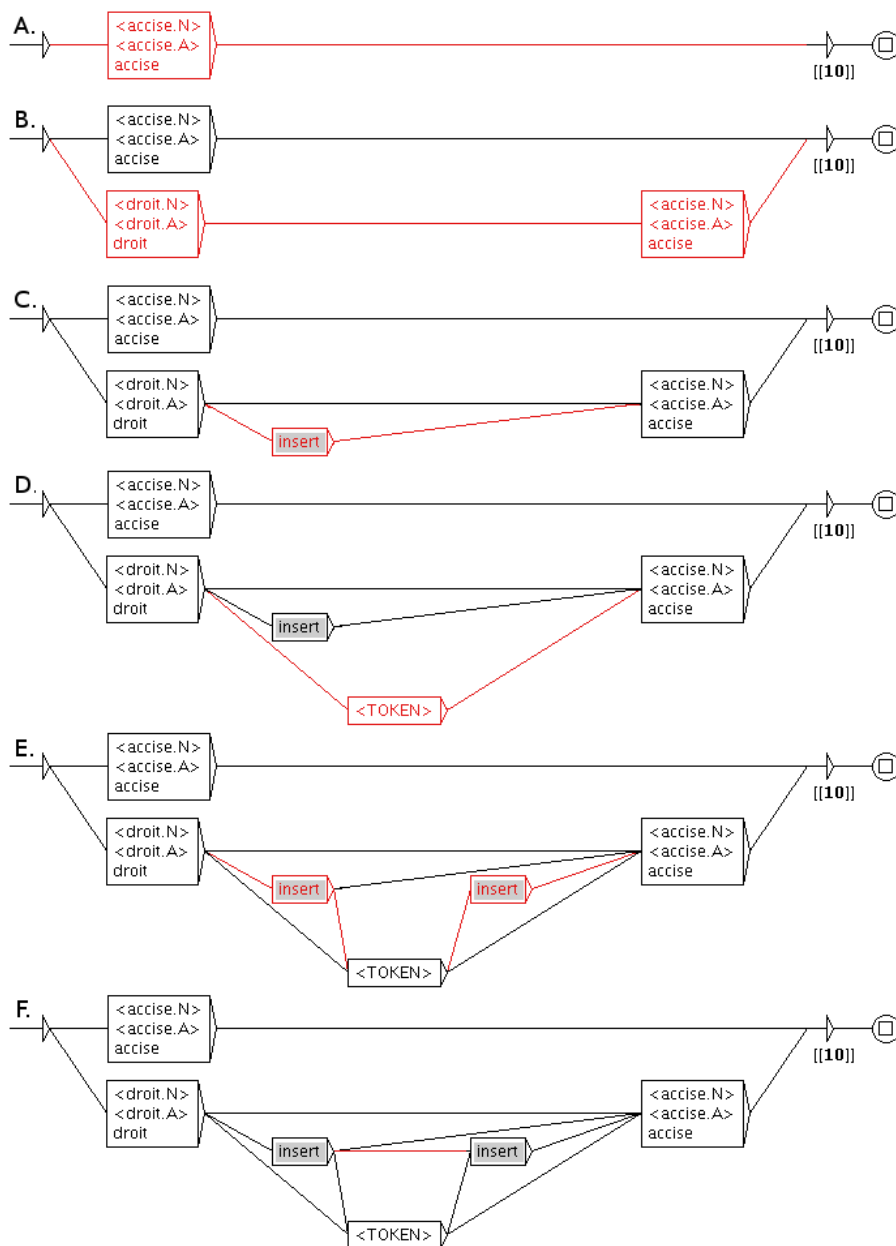 A.
<accise.N>
<accise.A>
accise
[[10]]
B.
<accise.N>
<accise.A>
accise
[[10]]
<droit.N>
<droit.A>
droit
<accise.N>
<accise.A>
accise
C.
<accise.N>
<accise.A>
accise
[[10]]
<droit.N>
<droit.A>
droit
<accise.N>
<accise.A>
accise
insert
D.
<accise.N>
<accise.A>
accise
[[10]]
<droit.N>
<droit.A>
droit
<accise.N>
<accise.A>
accise
insert
<TOKEN>
E.
<accise.N>
<accise.A>
accise
[[10]]
<droit.N>
<droit.A>
droit
<accise.N>
<accise.A>
accise
insert
insert
<TOKEN>
F.
<accise.N>
<accise.A>
accise
[[10]]
<droit.N>
<droit.A>
droit
<accise.N>
<accise.A>
accise
insert
insert
<TOKEN>